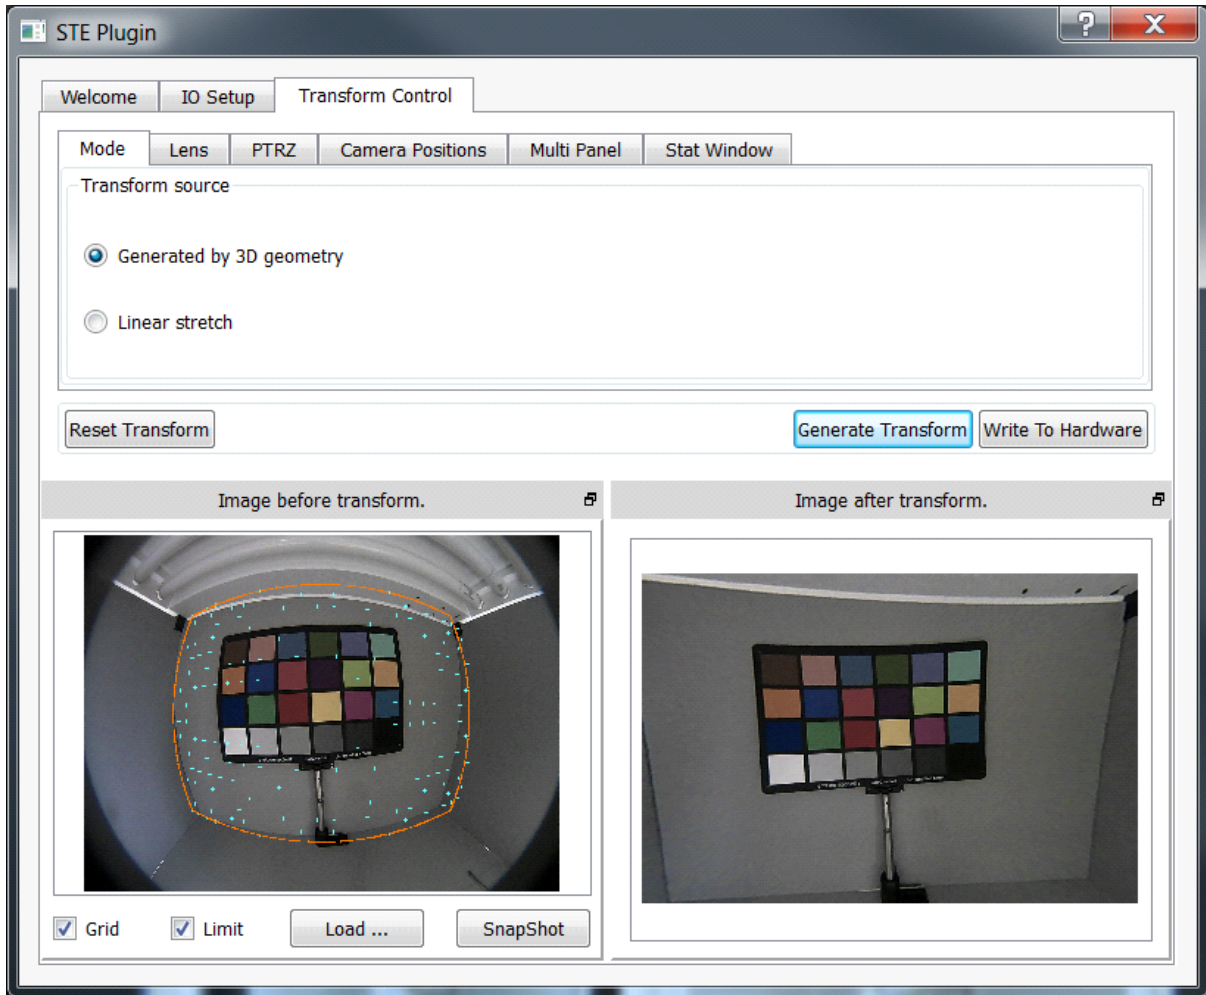 STE Plugin
?
X
Welcome
IO Setup
Transform Control
Mode
Lens
PTRZ
Camera Positions
Multi Panel
Stat Window
Transform source
Generated by 3D geometry
Linear stretch
Reset Transform
Generate Transform
Write To Hardware
Image before transform.
Image after transform.
Grid
Limit
Load ...
SnapShot